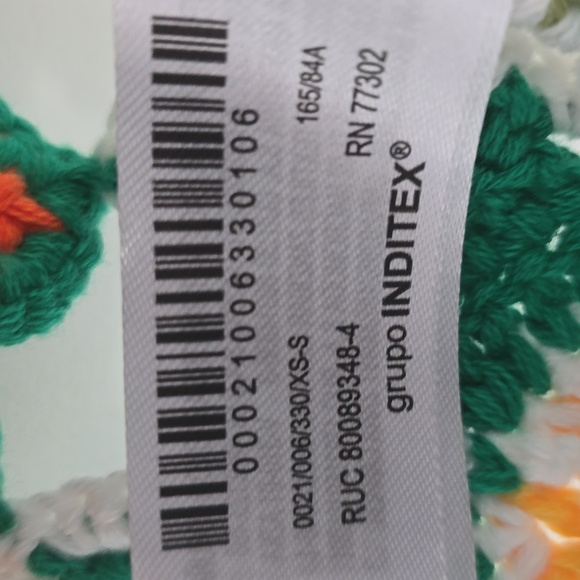 00021006330106
0021/006/330/XS-S 165/84A
RUC 80089348-4 RN 77302
grupo INDITEX®